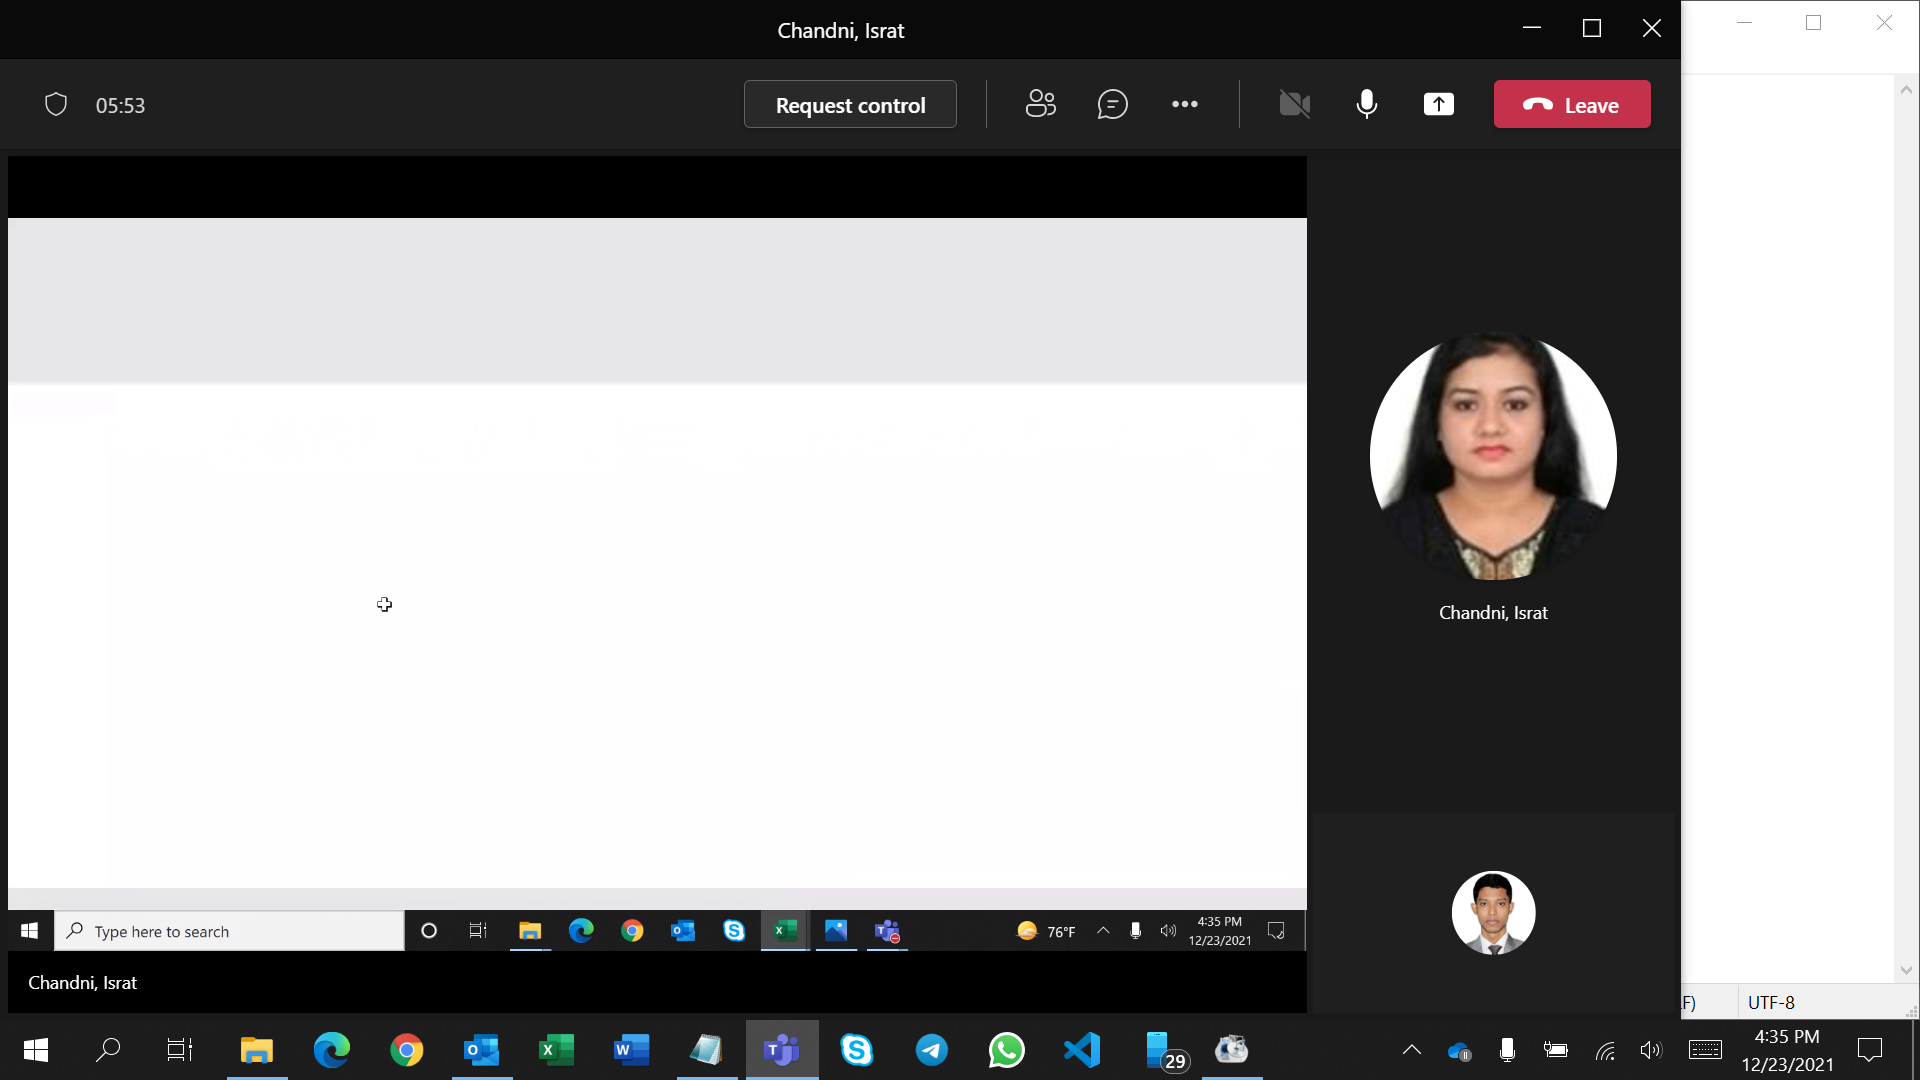 Chandni, Israt
05:53
Request control
Leave
Chandni, Israt
Type here to search
76°F
4:35 PM
12/23/2021
Chandni, Israt
F)
UTF-8
29
4:35 PM
12/23/2021